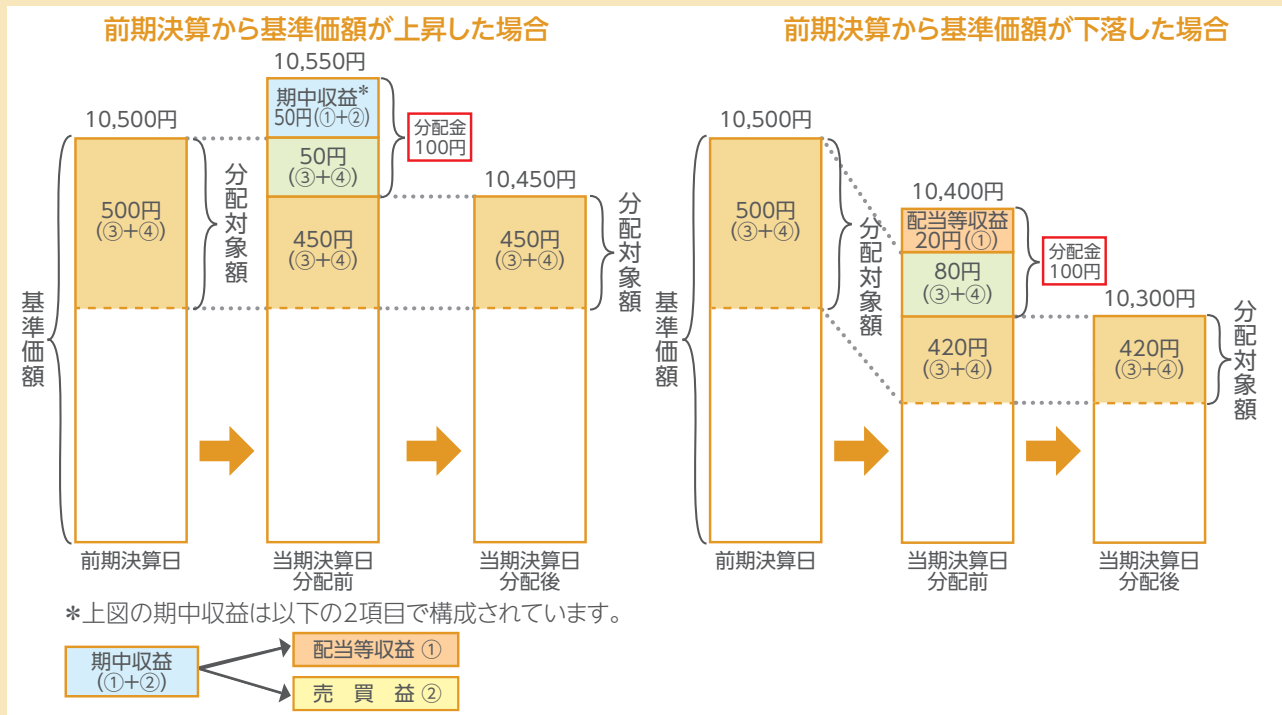 前期決算から基準価額が上昇した場合
10,500円
10,550円
期中収益*
50円(①+②)
分配金
100円
50円
(③+④)
10,450円
500円
(③+④)
分配対象額
450円
(③+④)
450円
(③+④)
分配対象額
基準価額
前期決算日
当期決算日
分配前
当期決算日
分配後
前期決算から基準価額が下落した場合
10,500円
10,400円
配当等収益
20円(①)
分配金
100円
500円
(③+④)
分配対象額
80円
(③+④)
10,300円
420円
(③+④)
420円
(③+④)
分配対象額
基準価額
前期決算日
当期決算日
分配前
当期決算日
分配後
*上図の期中収益は以下の2項目で構成されています。
期中収益
(①+②)
配当等収益 ①
売 買 益 ②